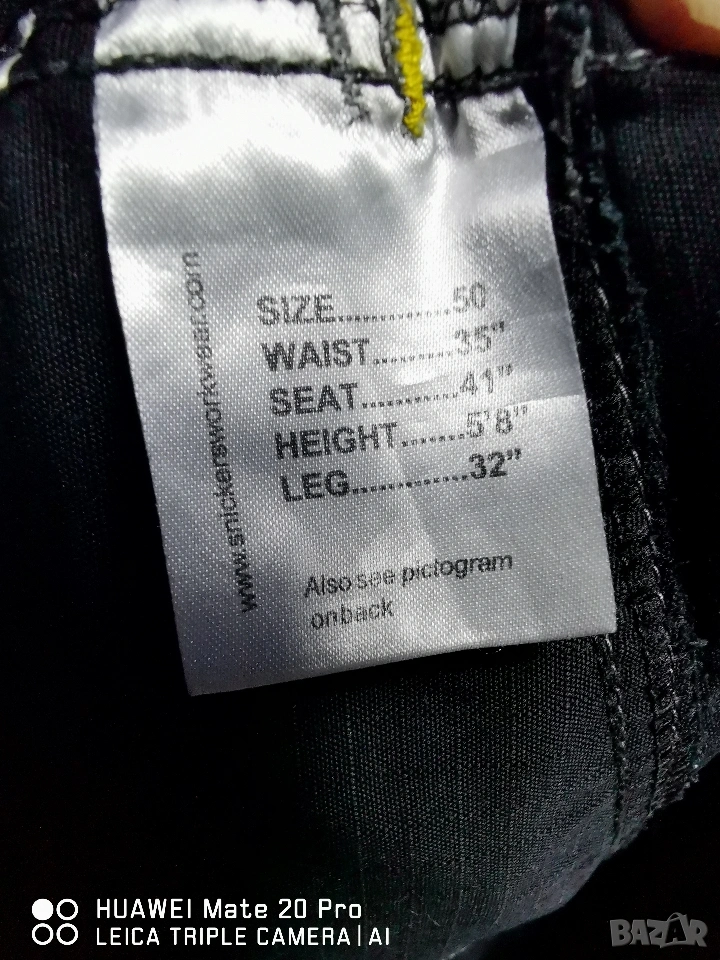 SIZE.............50
WAIST.........35"
SEAT...........41"
HEIGHT.......5'8"
LEG.............32"
Also see pictogram
on back
www.snickersworkwear.com
HUAWEI Mate 20 Pro
LEICA TRIPLE CAMERA | AI
BAZAR